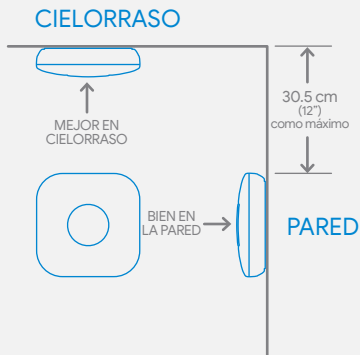 CIELORRASO
MEJOR EN
CIELORRASO
30.5 cm
(12")
como máximo
BIEN EN
LA PARED
PARED